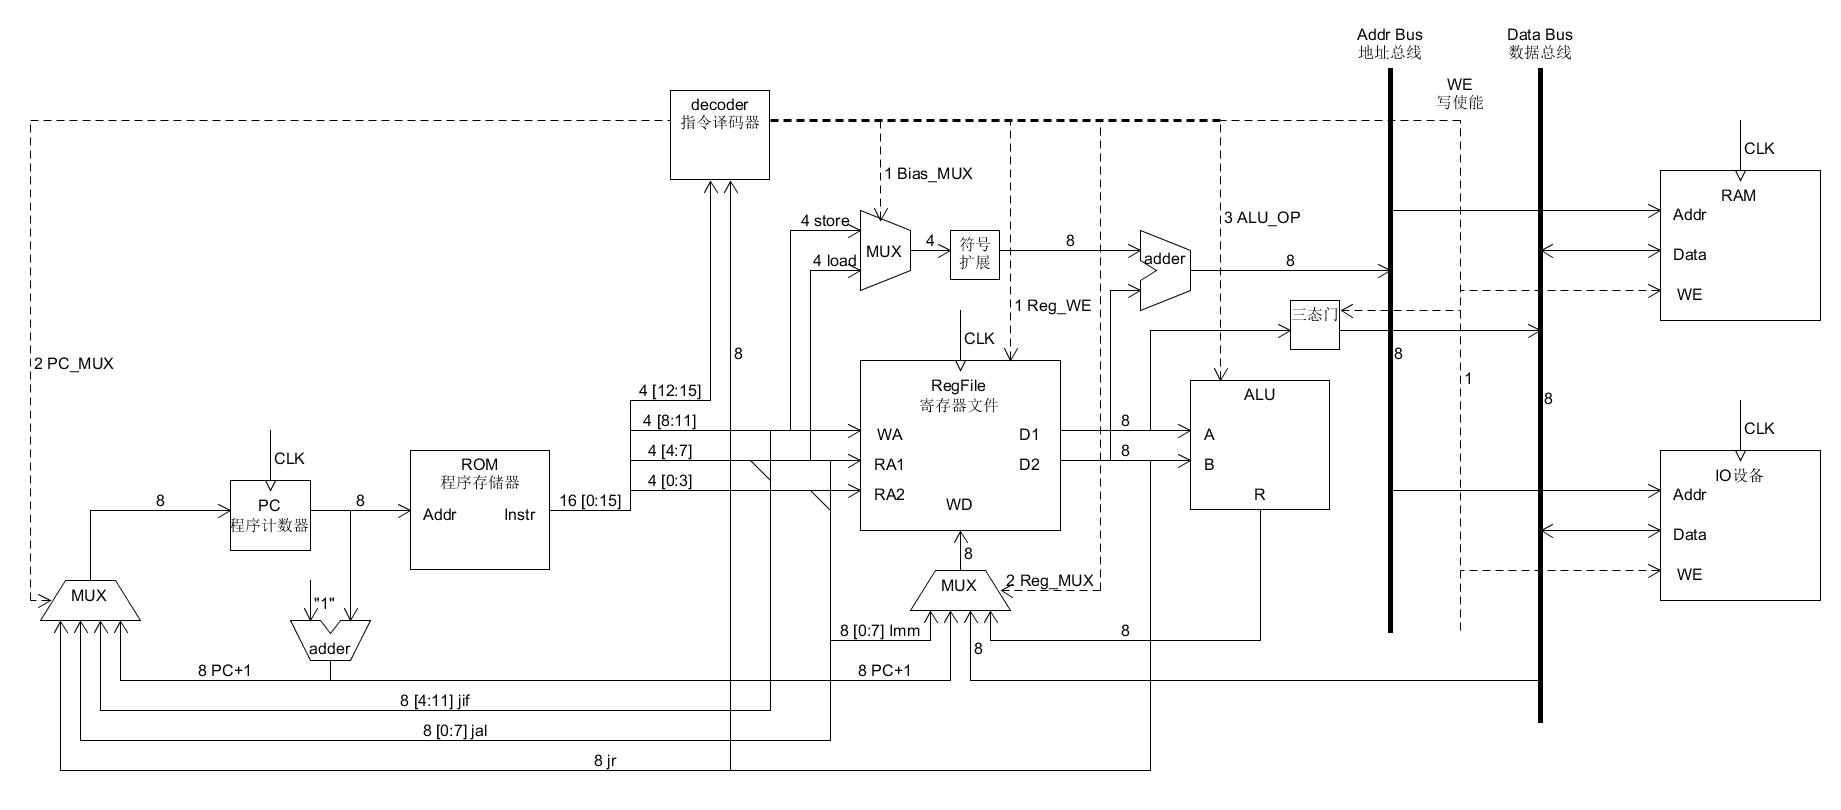 Addr Bus
地址总线
Data Bus
数据总线
WE
写使能
decoder
指令译码器
CLK
RAM
Addr
Data
WE
1 Bias_MUX
4 store
4 load
MUX
4
符号
扩展
8
adder
8
3 ALU_OP
1 Reg_WE
三态门
CLK
8
2 PC_MUX
8
1
8
4 [12:15]
4 [8:11]
4 [4:7]
4 [0:3]
RegFile
寄存器文件
WA
RA1
RA2
D1
D2
WD
8
8
ALU
A
B
R
CLK
IO设备
Addr
Data
WE
CLK
8
PC
程序计数器
8
ROM
程序存储器
Addr
Instr
16 [0:15]
8
MUX
"1"
adder
MUX
2 Reg_MUX
8 [0:7] Imm
8
8
8 PC+1
8 PC+1
8 [4:11] jif
8 [0:7] jal
8 jr